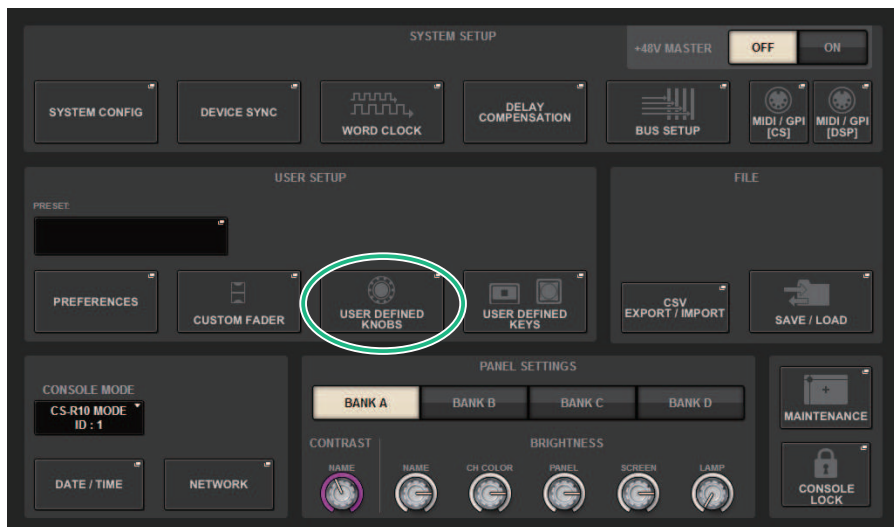 SYSTEM SETUP
+48V MASTER
OFF
ON
SYSTEM CONFIG
DEVICE SYNC
WORD CLOCK
DELAY
COMPENSATION
BUS SETUP
MIDI / GPI
[CS]
MIDI / GPI
[DSP]
USER SETUP
PRESET
PREFERENCES
CUSTOM FADER
USER DEFINED
KNOBS
USER DEFINED
KEYS
FILE
CSV
EXPORT / IMPORT
SAVE / LOAD
CONSOLE MODE
CS-R10 MODE
ID : 1
DATE / TIME
NETWORK
PANEL SETTINGS
BANK A
BANK B
BANK C
BANK D
CONTRAST
BRIGHTNESS
NAME
NAME
CH COLOR
PANEL
SCREEN
LAMP
MAINTENANCE
CONSOLE
LOCK